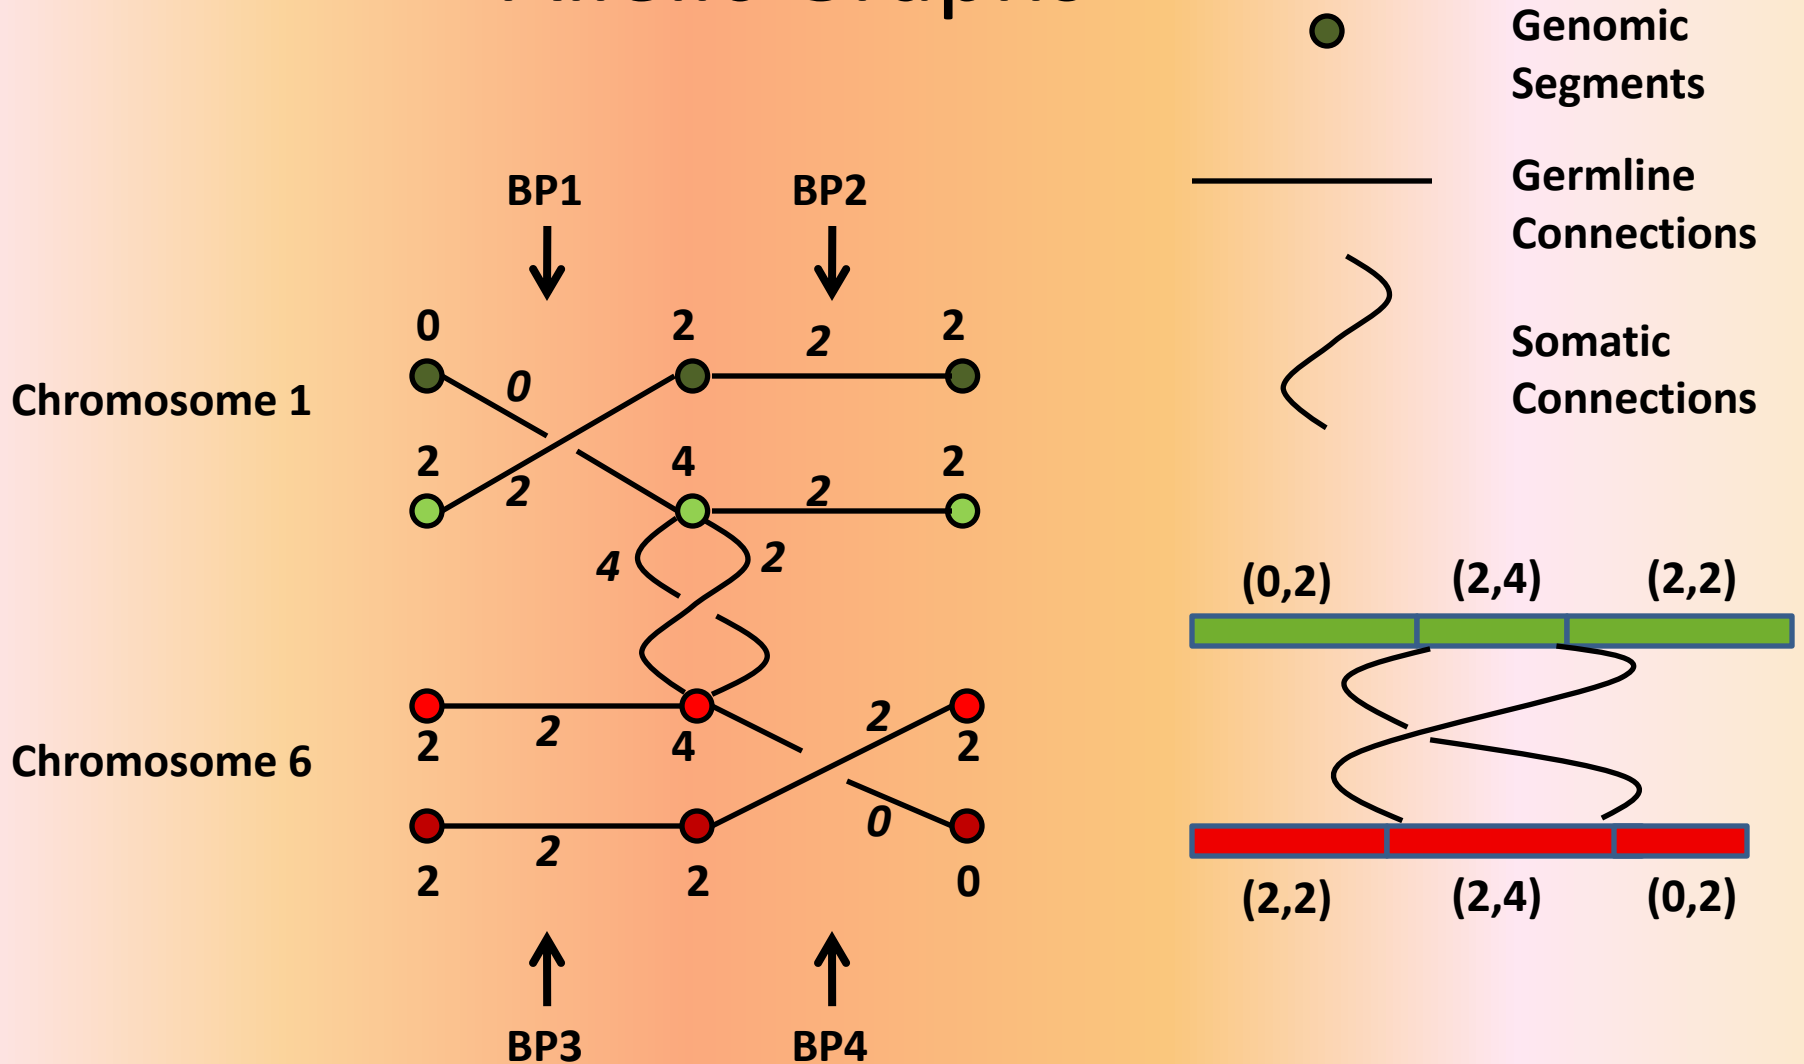 Genomic
Segments
Germline
Connections
Somatic
Connections
BP1 BP2
0 2 2 2
0
Chromosome 1
2 4 2
2 2
4 2
2 2
2 4 2
Chromosome 6
2 0
2 2 0
BP3 BP4
(0,2) (2,4) (2,2)
(2,2) (2,4) (0,2)